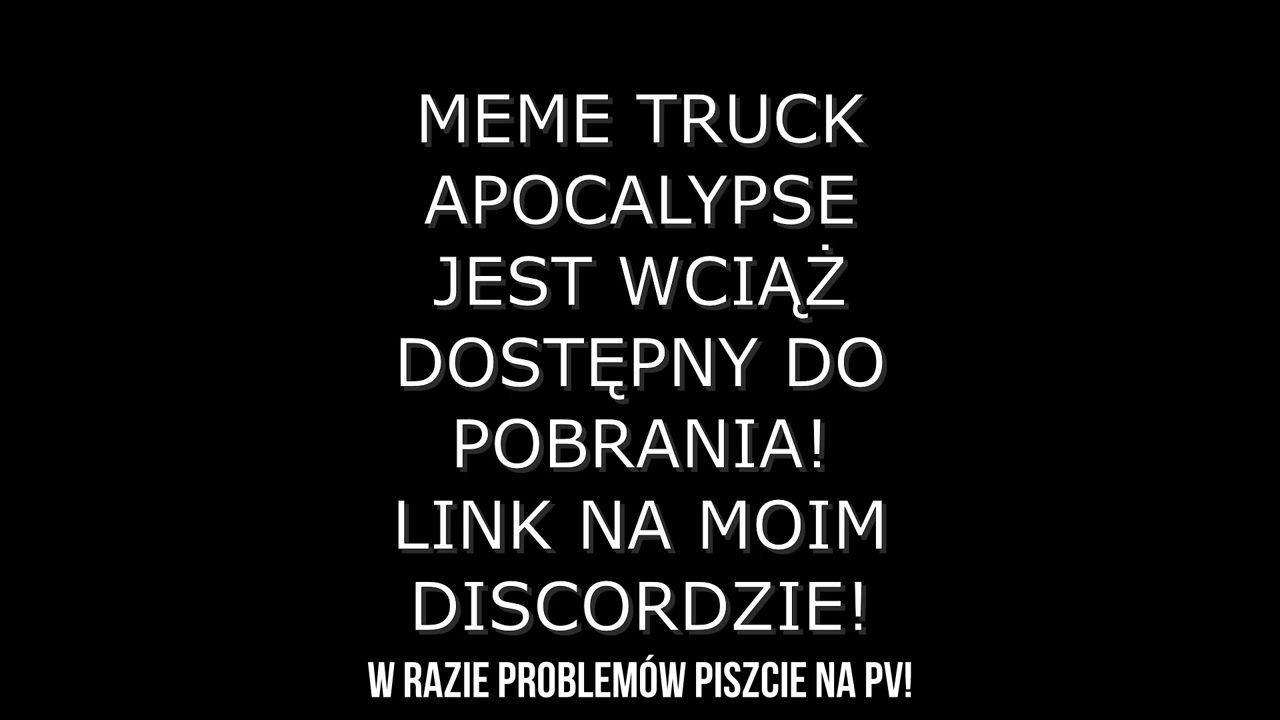 MEME TRUCK
APOCALYPSE
JEST WCIĄŻ
DOSTĘPNY DO
POBRANIA!
LINK NA MOIM
DISCORDZIE!
W RAZIE PROBLEMÓW PISZCIE NA PV!